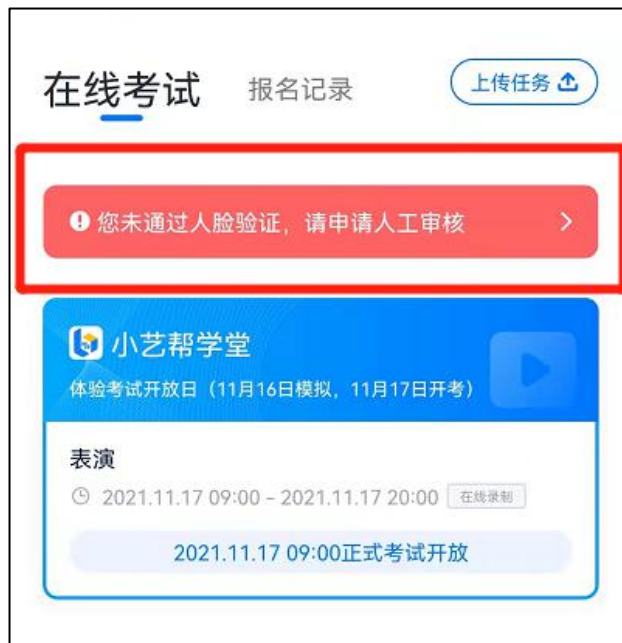 在线考试 报名记录 上传任务
您未通过人脸验证，请申请人工审核
小艺帮学堂
体验考试开放日（11月16日模拟，11月17日开考）
表演
2021.11.17 09:00 - 2021.11.17 20:00 在线录制
2021.11.17 09:00正式考试开放